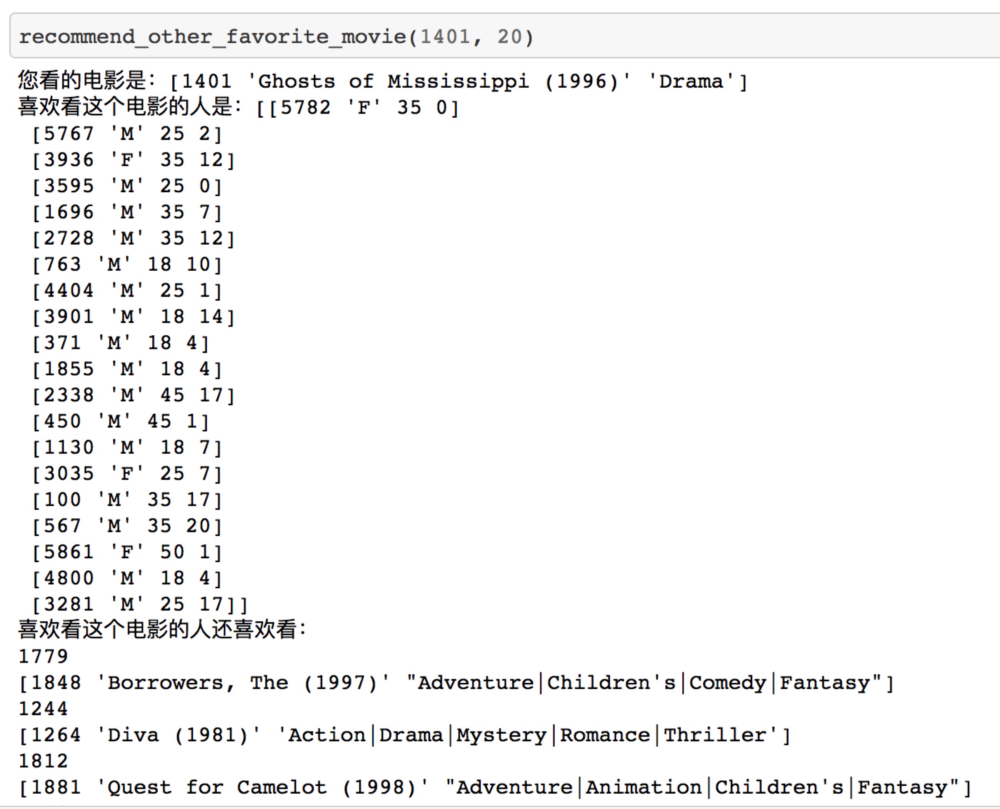 recommend_other_favorite_movie(1401, 20)
您看的电影是：[1401 'Ghosts of Mississippi (1996)' 'Drama']
喜欢看这个电影的人是：[[5782 'F' 35 0]
[5767 'M' 25 2]
[3936 'F' 35 12]
[3595 'M' 25 0]
[1696 'M' 35 7]
[2728 'M' 35 12]
[763 'M' 18 10]
[4404 'M' 25 1]
[3901 'M' 18 14]
[371 'M' 18 4]
[1855 'M' 18 4]
[2338 'M' 45 17]
[450 'M' 45 1]
[1130 'M' 18 7]
[3035 'F' 25 7]
[100 'M' 35 17]
[567 'M' 35 20]
[5861 'F' 50 1]
[4800 'M' 18 4]
[3281 'M' 25 17]]
喜欢看这个电影的人还喜欢看：
1779
[1848 'Borrowers, The (1997)' "Adventure|Children's|Comedy|Fantasy"]
1244
[1264 'Diva (1981)' 'Action|Drama|Mystery|Romance|Thriller']
1812
[1881 'Quest for Camelot (1998)' "Adventure|Animation|Children's|Fantasy"]